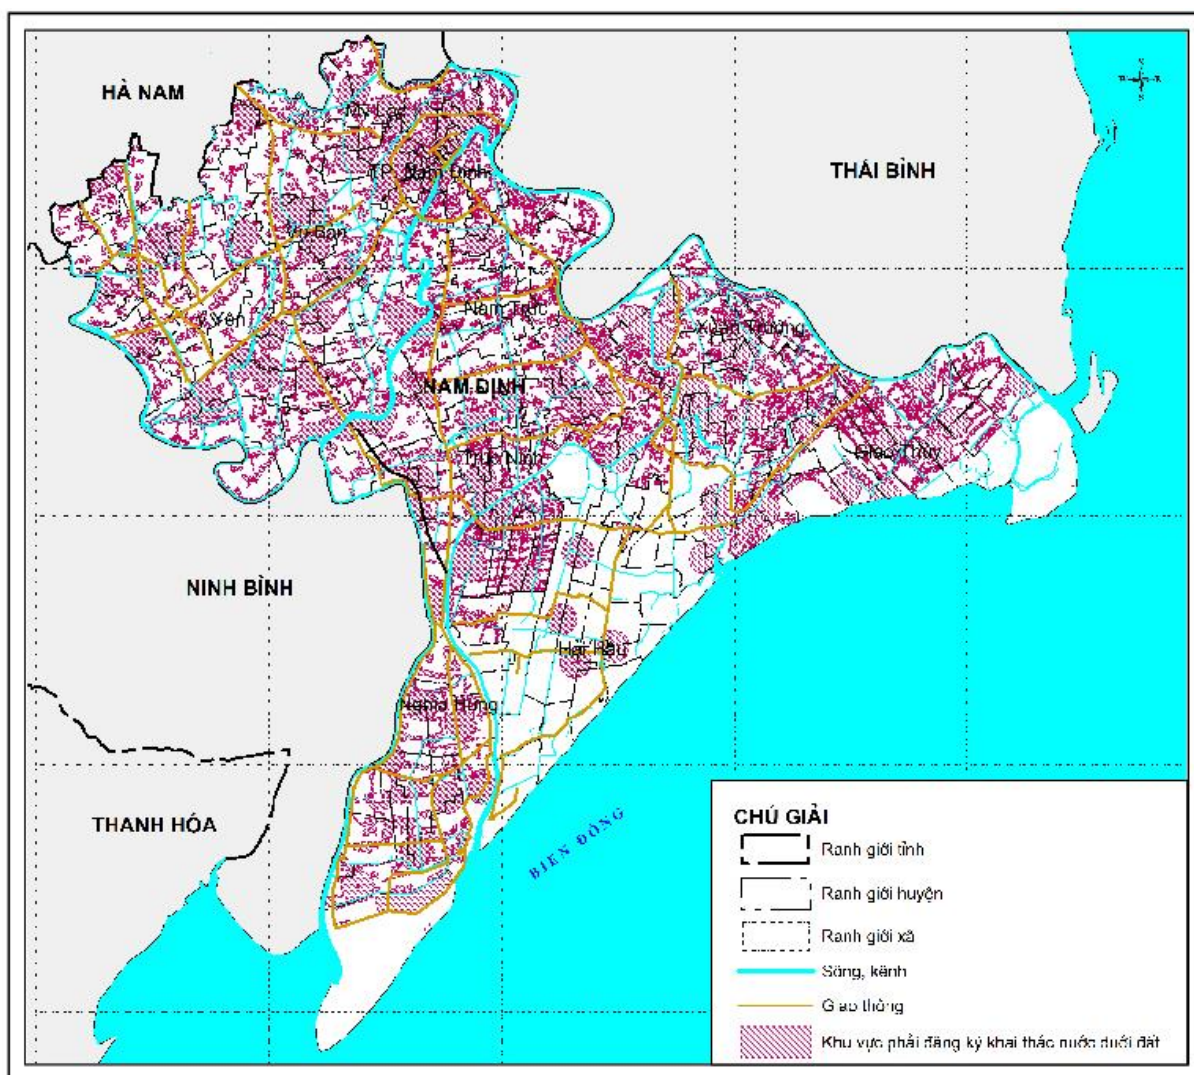 HÀ NAM
THÁI BÌNH
Mỹ Lộc
TP. Nam Định
Vụ Bản
Ý Yên
Nam Trực
Xuân Trường
NAM ĐỊNH
Trực Ninh
Giao Thủy
NINH BÌNH
Hải Hậu
Nghĩa Hưng
THANH HÓA
BIỂN ĐÔNG
CHÚ GIẢI
Ranh giới tỉnh
Ranh giới huyện
Ranh giới xã
Sông, kênh
Giao thông
Khu vực phải đăng ký khai thác nước dưới đất